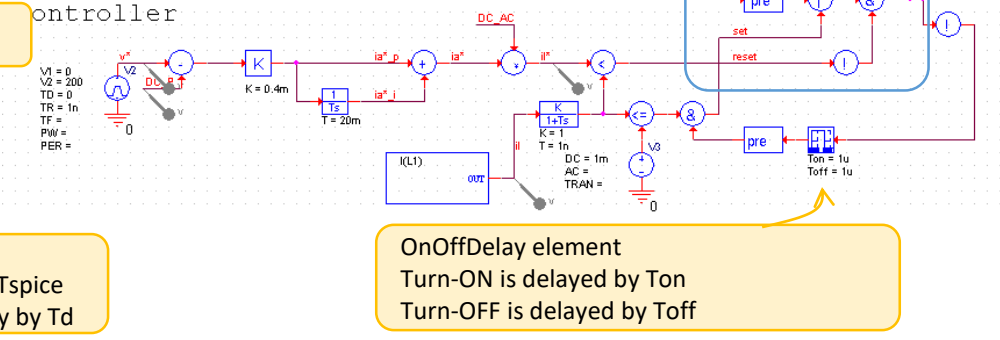 ontroller
pre
&
!
DC_AC
set
reset
v*
V2
-
K
K = 0.4m
ia*_p
+
ia*
il*
<
!
V1 = 0
V2 = 200
TD = 0
TR = 1n
TF =
PW =
PER =
0
1
Ts
T = 20m
ia*_i
K
1+Ts
K = 1
T = 1n
<=
&
pre
Ton = 1u
Toff = 1u
il
I(L1)
OUT
DC = 1m
AC =
TRAN =
V3
+
-
0
v
v
v
v
OnOffDelay element
Turn-ON is delayed by Ton
Turn-OFF is delayed by Toff
Tspice
y by Td